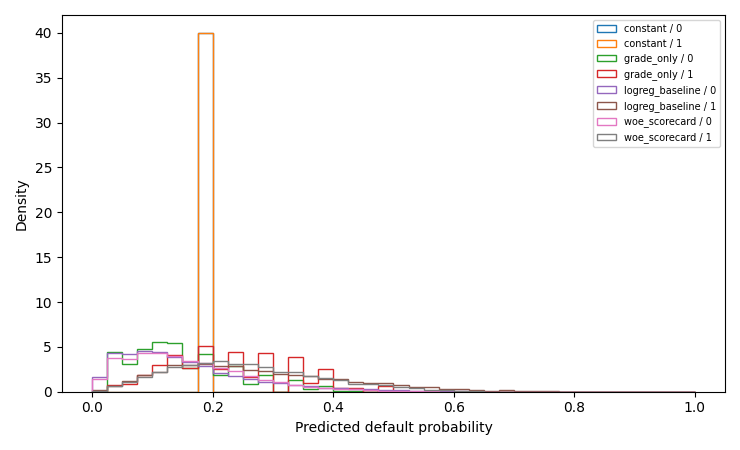 40
35
30
25
20
15
10
5
0
Density
0.0 0.2 0.4 0.6 0.8 1.0
Predicted default probability
constant / 0
constant / 1
grade_only / 0
grade_only / 1
logreg_baseline / 0
logreg_baseline / 1
woe_scorecard / 0
woe_scorecard / 1